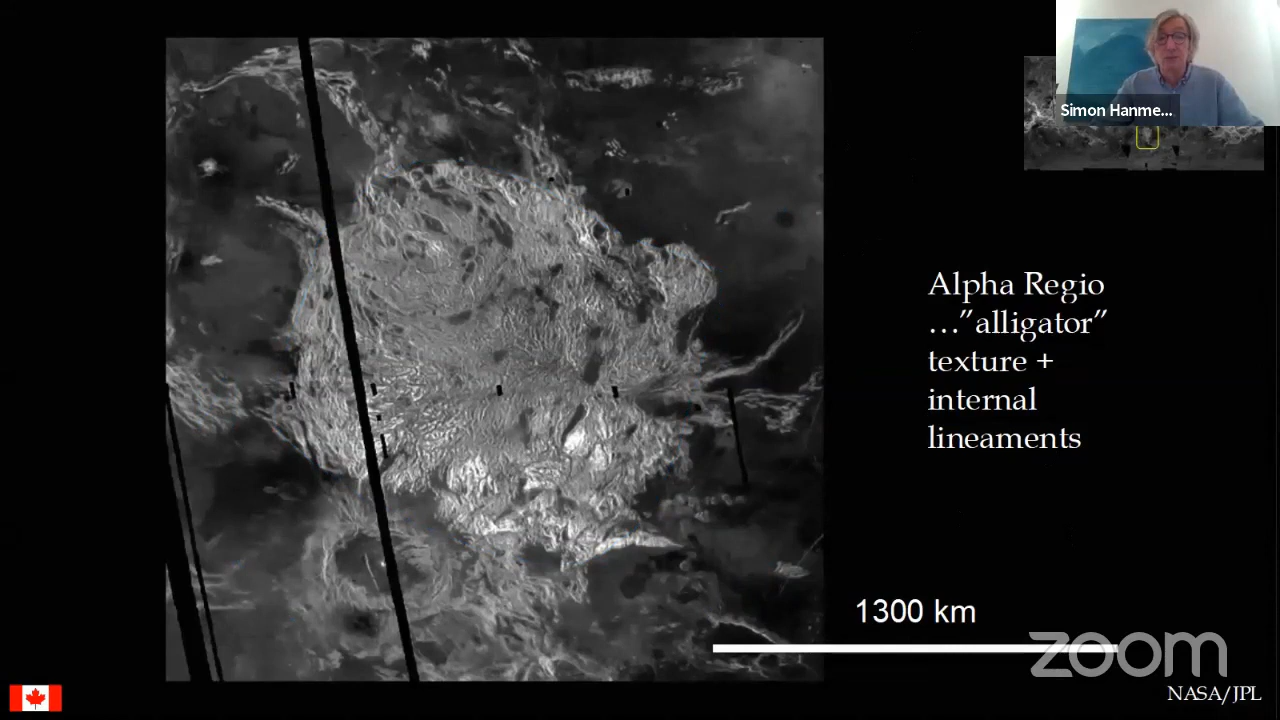 Simon Hanme...
Alpha Regio
…”alligator”
texture +
internal
lineaments
1300 km
zoom
NASA/JPL